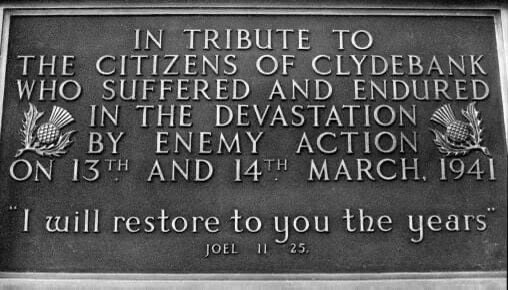 IN TRIBUTE TO
THE CITIZENS OF CLYDEBANK
WHO SUFFERED AND ENDURED
IN THE DEVASTATION
BY ENEMY ACTION
ON 13TH. AND 14TH. MARCH, 1941
"I will restore to you the years"
JOEL 11 25.